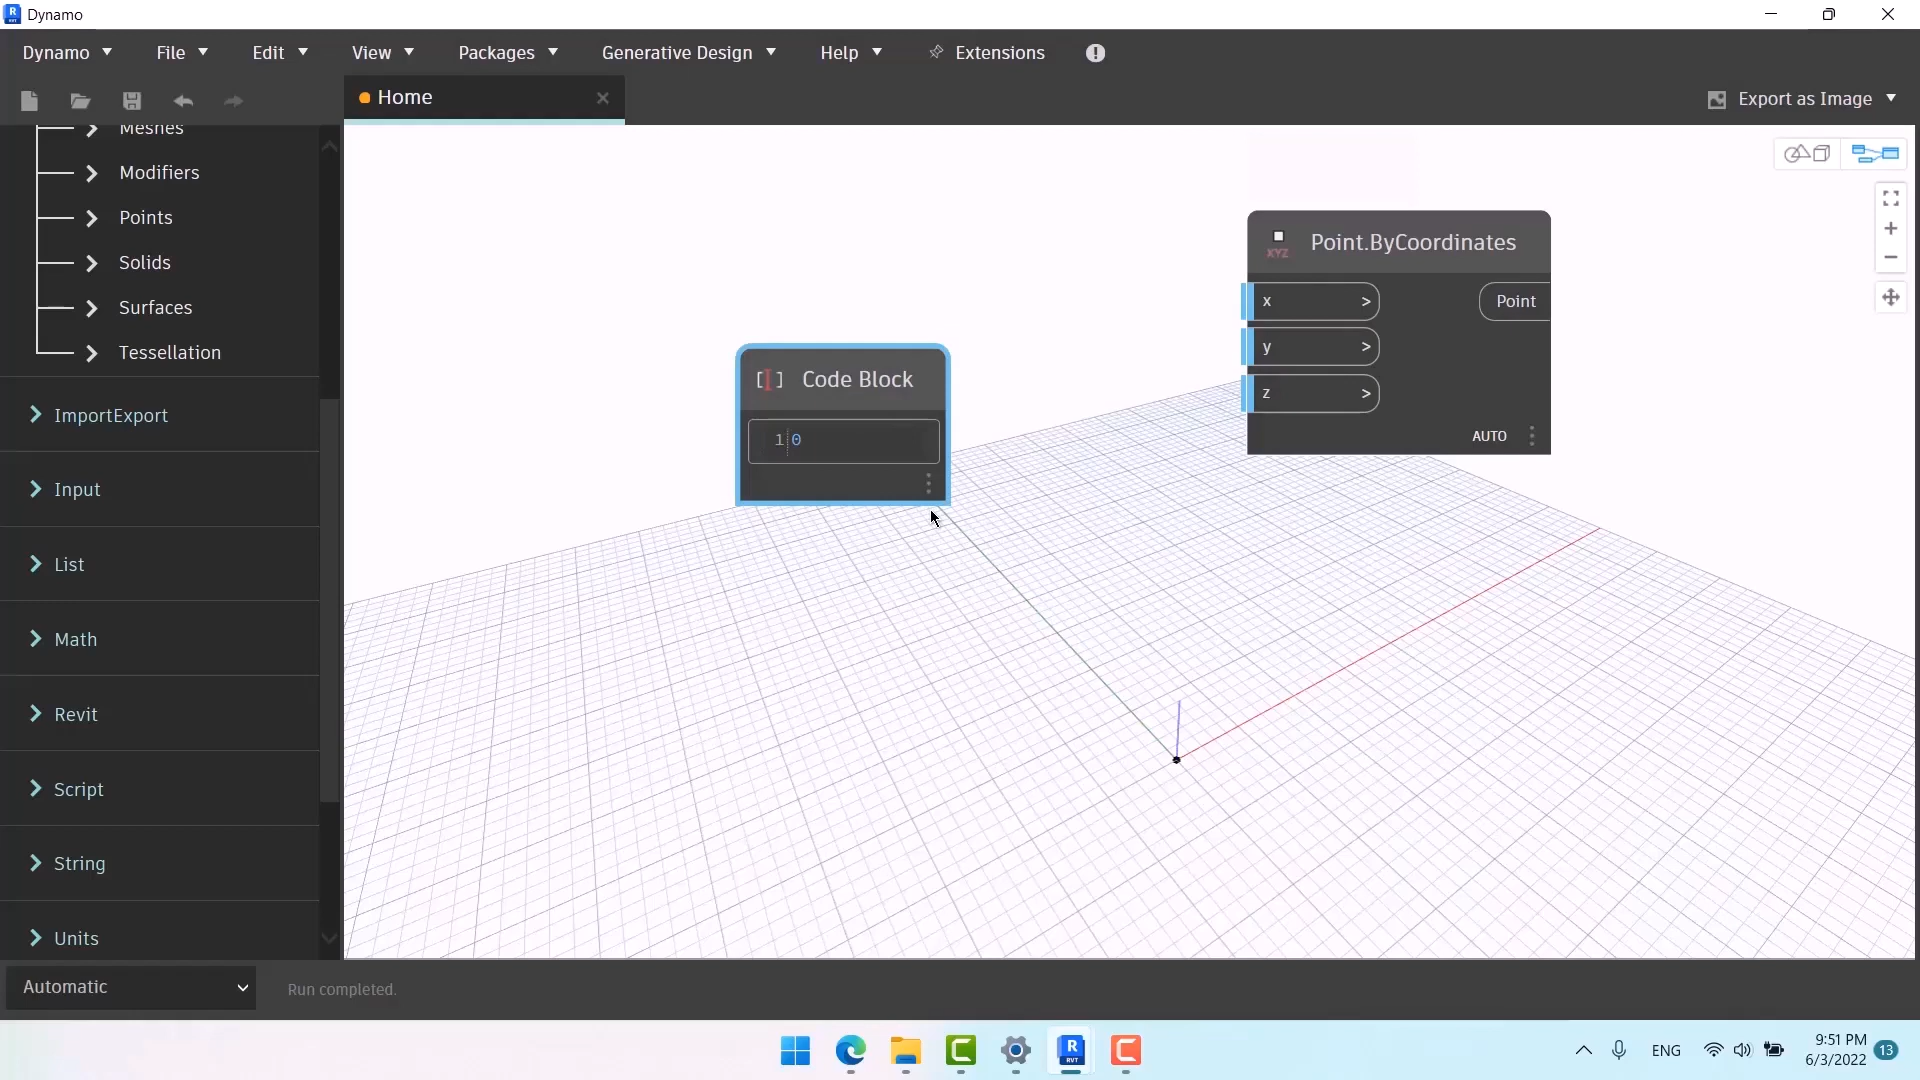 Dynamo
Dynamo File Edit View Packages Generative Design Help Extensions
Home
Export as Image
Meshes
Modifiers
Points
Solids
Surfaces
Tessellation
ImportExport
Input
List
Math
Revit
Script
String
Units
Code Block
1 0
XYZ Point.ByCoordinates
x > Point
y >
z >
AUTO
Automatic
Run completed.
ENG
9:51 PM
6/3/2022
13